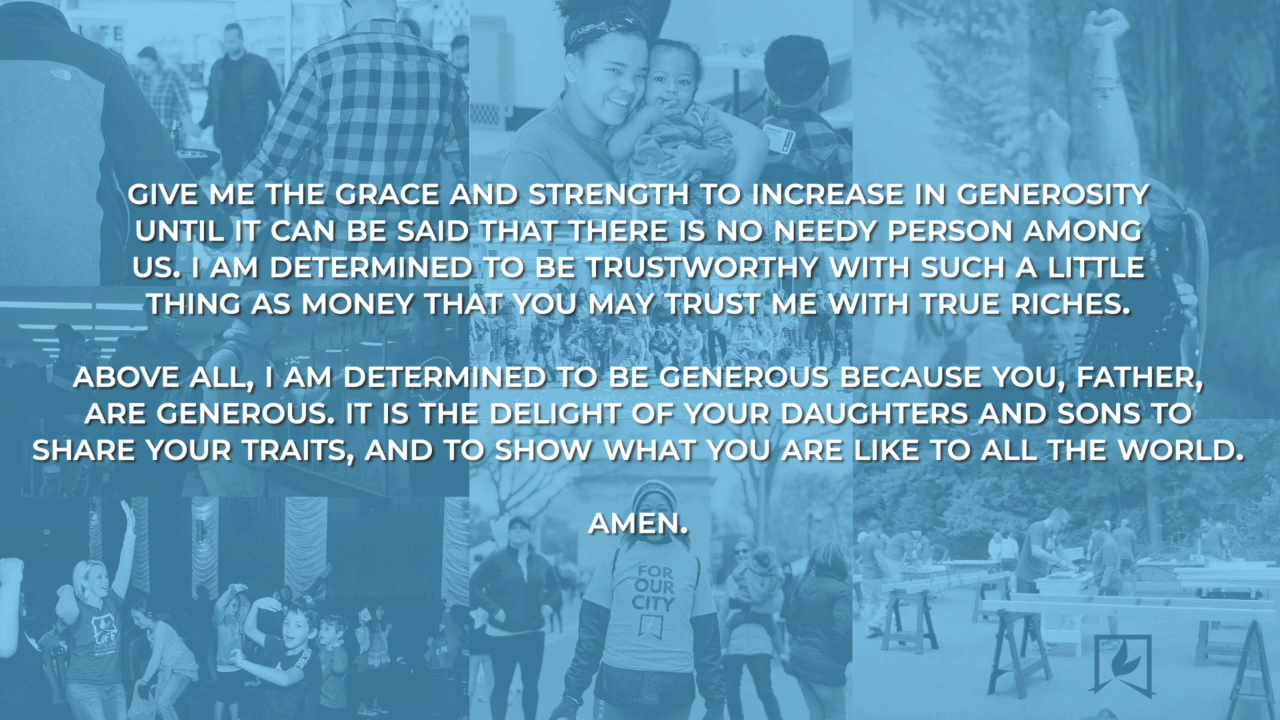 LIFE
GIVE ME THE GRACE AND STRENGTH TO INCREASE IN GENEROSITY
UNTIL IT CAN BE SAID THAT THERE IS NO NEEDY PERSON AMONG
US. I AM DETERMINED TO BE TRUSTWORTHY WITH SUCH A LITTLE
THING AS MONEY THAT YOU MAY TRUST ME WITH TRUE RICHES.
ABOVE ALL, I AM DETERMINED TO BE GENEROUS BECAUSE YOU, FATHER,
ARE GENEROUS. IT IS THE DELIGHT OF YOUR DAUGHTERS AND SONS TO
SHARE YOUR TRAITS, AND TO SHOW WHAT YOU ARE LIKE TO ALL THE WORLD.
AMEN.
FOR
OUR
CITY
LIFE